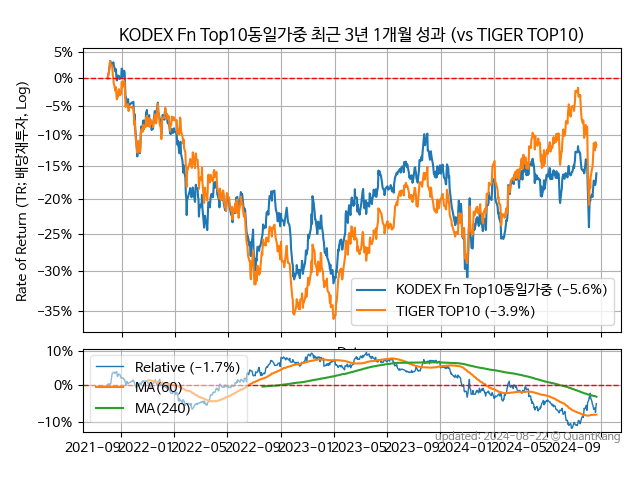 KODEX Fn Top10동일가중 최근 3년 1개월 성과 (vs TIGER TOP10)
Rate of Return (TR: 배당재투자, Log)
5%
0%
−5%
−10%
−15%
−20%
−25%
−30%
−35%
KODEX Fn Top10동일가중 (−5.6%)
TIGER TOP10 (−3.9%)
10%
0%
−10%
Relative (−1.7%)
MA(60)
MA(240)
updated: 2024-08-22 © QuantKang
2021-09 2022-01 2022-05 2022-09 2023-01 2023-05 2023-09 2024-01 2024-05 2024-09